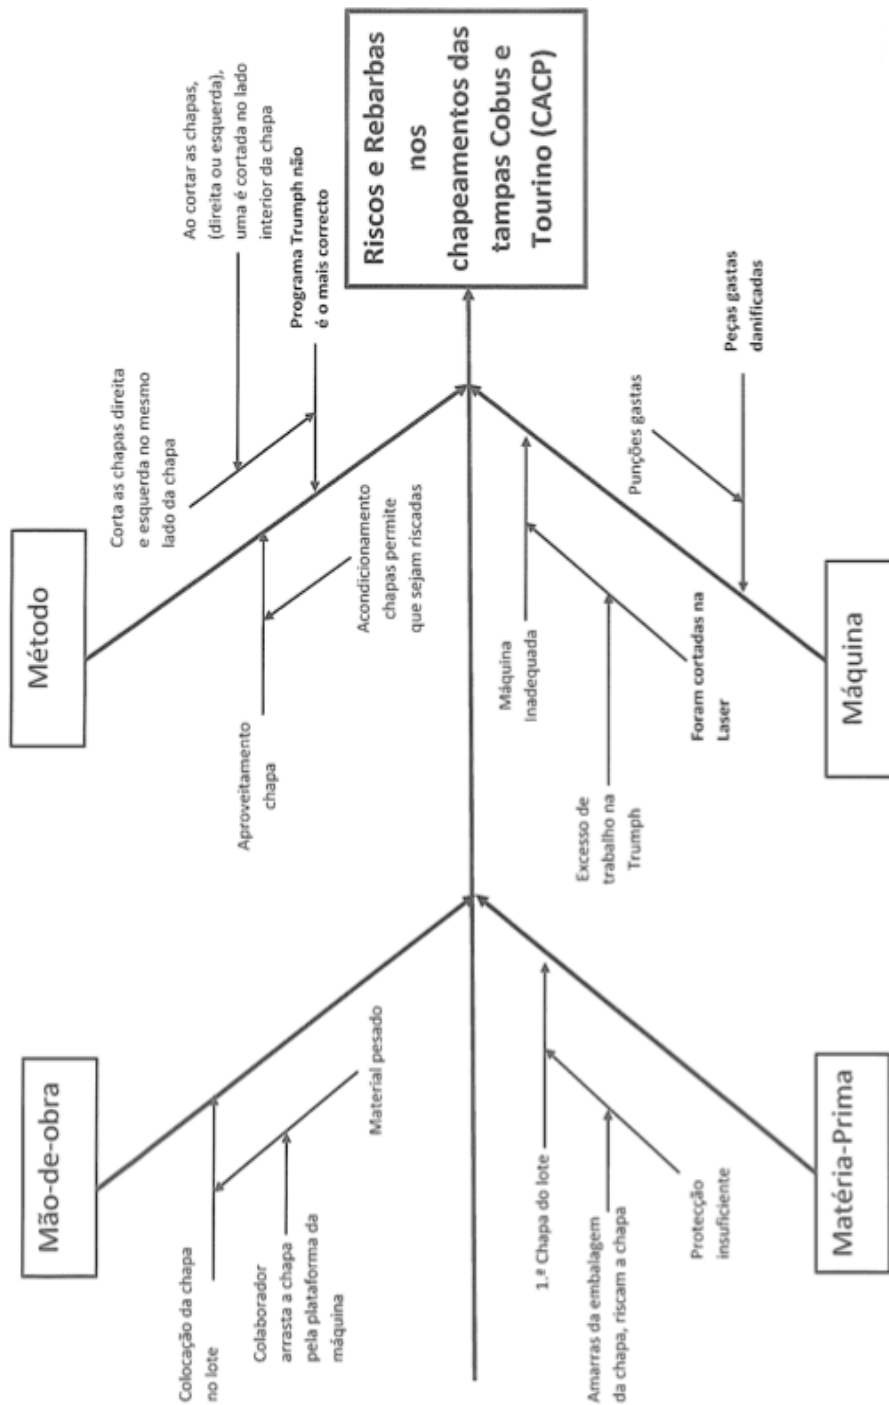 Mão-de-obra
Colocação da chapa
no lote
Colaborador
arrasta a chapa
pela plataforma da
máquina
Material pesado
Método
Corta as chapas direita
e esquerda no mesmo
lado da chapa
Ao cortar as chapas,
(direita ou esquerda),
uma é cortada no lado
interior da chapa
Programa Trumph não
é o mais correcto
Aproveitamento
chapa
Acondicionamento
chapas permite
que sejam riscadas
Riscos e Rebarbas
nos
chapeamentos das
tampas Cobus e
Tourino (CACP)
1.ª Chapa do lote
Amarras da embalagem
da chapa, riscam a chapa
Protecção
insuficiente
Matéria-Prima
Máquina
Inadequada
Excesso de
trabalho na
Trumph
Foram cortadas na
Laser
Punções gastas
Peças gastas
danificadas
Máquina